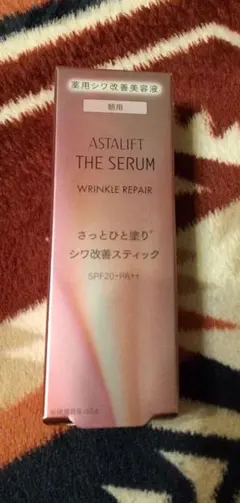 薬用シワ改善美容液
朝用
ASTALIFT
THE SERUM
WRINKLE REPAIR
さっとひと塗り*
シワ改善スティック
SPF20・PA++